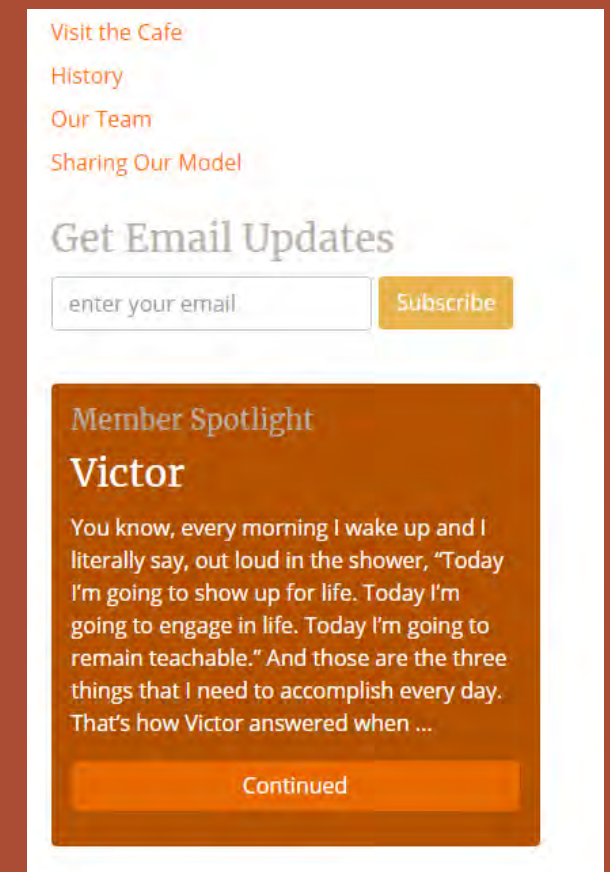 Visit the Cafe
History
Our Team
Sharing Our Model
Get Email Updates
enter your email
Subscribe
Member Spotlight
Victor
You know, every morning I wake up and I
literally say, out loud in the shower, “Today
I’m going to show up for life. Today I’m
going to engage in life. Today I’m going to
remain teachable.” And those are the three
things that I need to accomplish every day.
That’s how Victor answered when ...
Continued